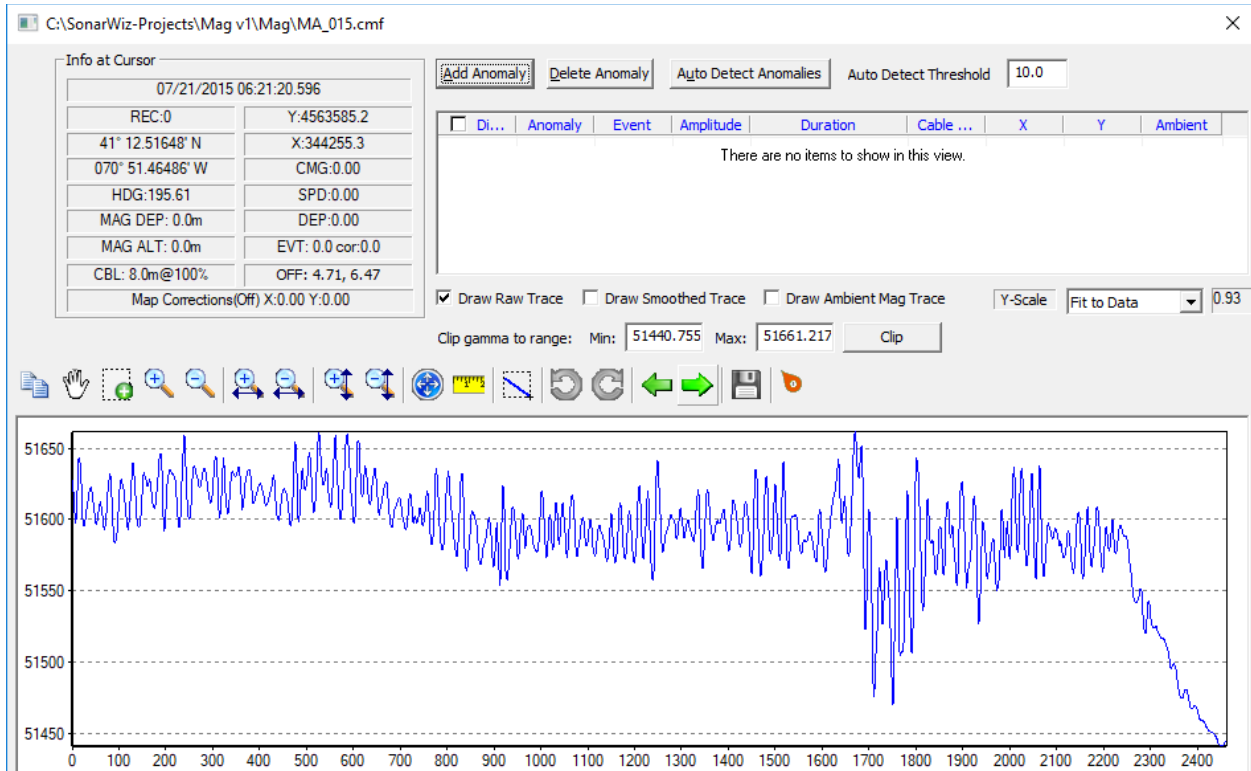 C:\SonarWiz-Projects\Mag v1\Mag\MA_015.cmf
Info at Cursor
07/21/2015 06:21:20.596
REC:0 Y:4563585.2
41° 12.51648' N X:344255.3
070° 51.46486' W CMG:0.00
HDG:195.61 SPD:0.00
MAG DEP: 0.0m DEP:0.00
MAG ALT: 0.0m EVT: 0.0 cor:0.0
CBL: 8.0m@100% OFF: 4.71, 6.47
Map Corrections(Off) X:0.00 Y:0.00
Add Anomaly Delete Anomaly Auto Detect Anomalies Auto Detect Threshold 10.0
Di... Anomaly Event Amplitude Duration Cable ... X Y Ambient
There are no items to show in this view.
Draw Raw Trace Draw Smoothed Trace Draw Ambient Mag Trace Y-Scale Fit to Data 0.93
Clip gamma to range: Min: 51440.755 Max: 51661.217 Clip
51650
51600
51550
51500
51450
0 100 200 300 400 500 600 700 800 900 1000 1100 1200 1300 1400 1500 1600 1700 1800 1900 2000 2100 2200 2300 2400